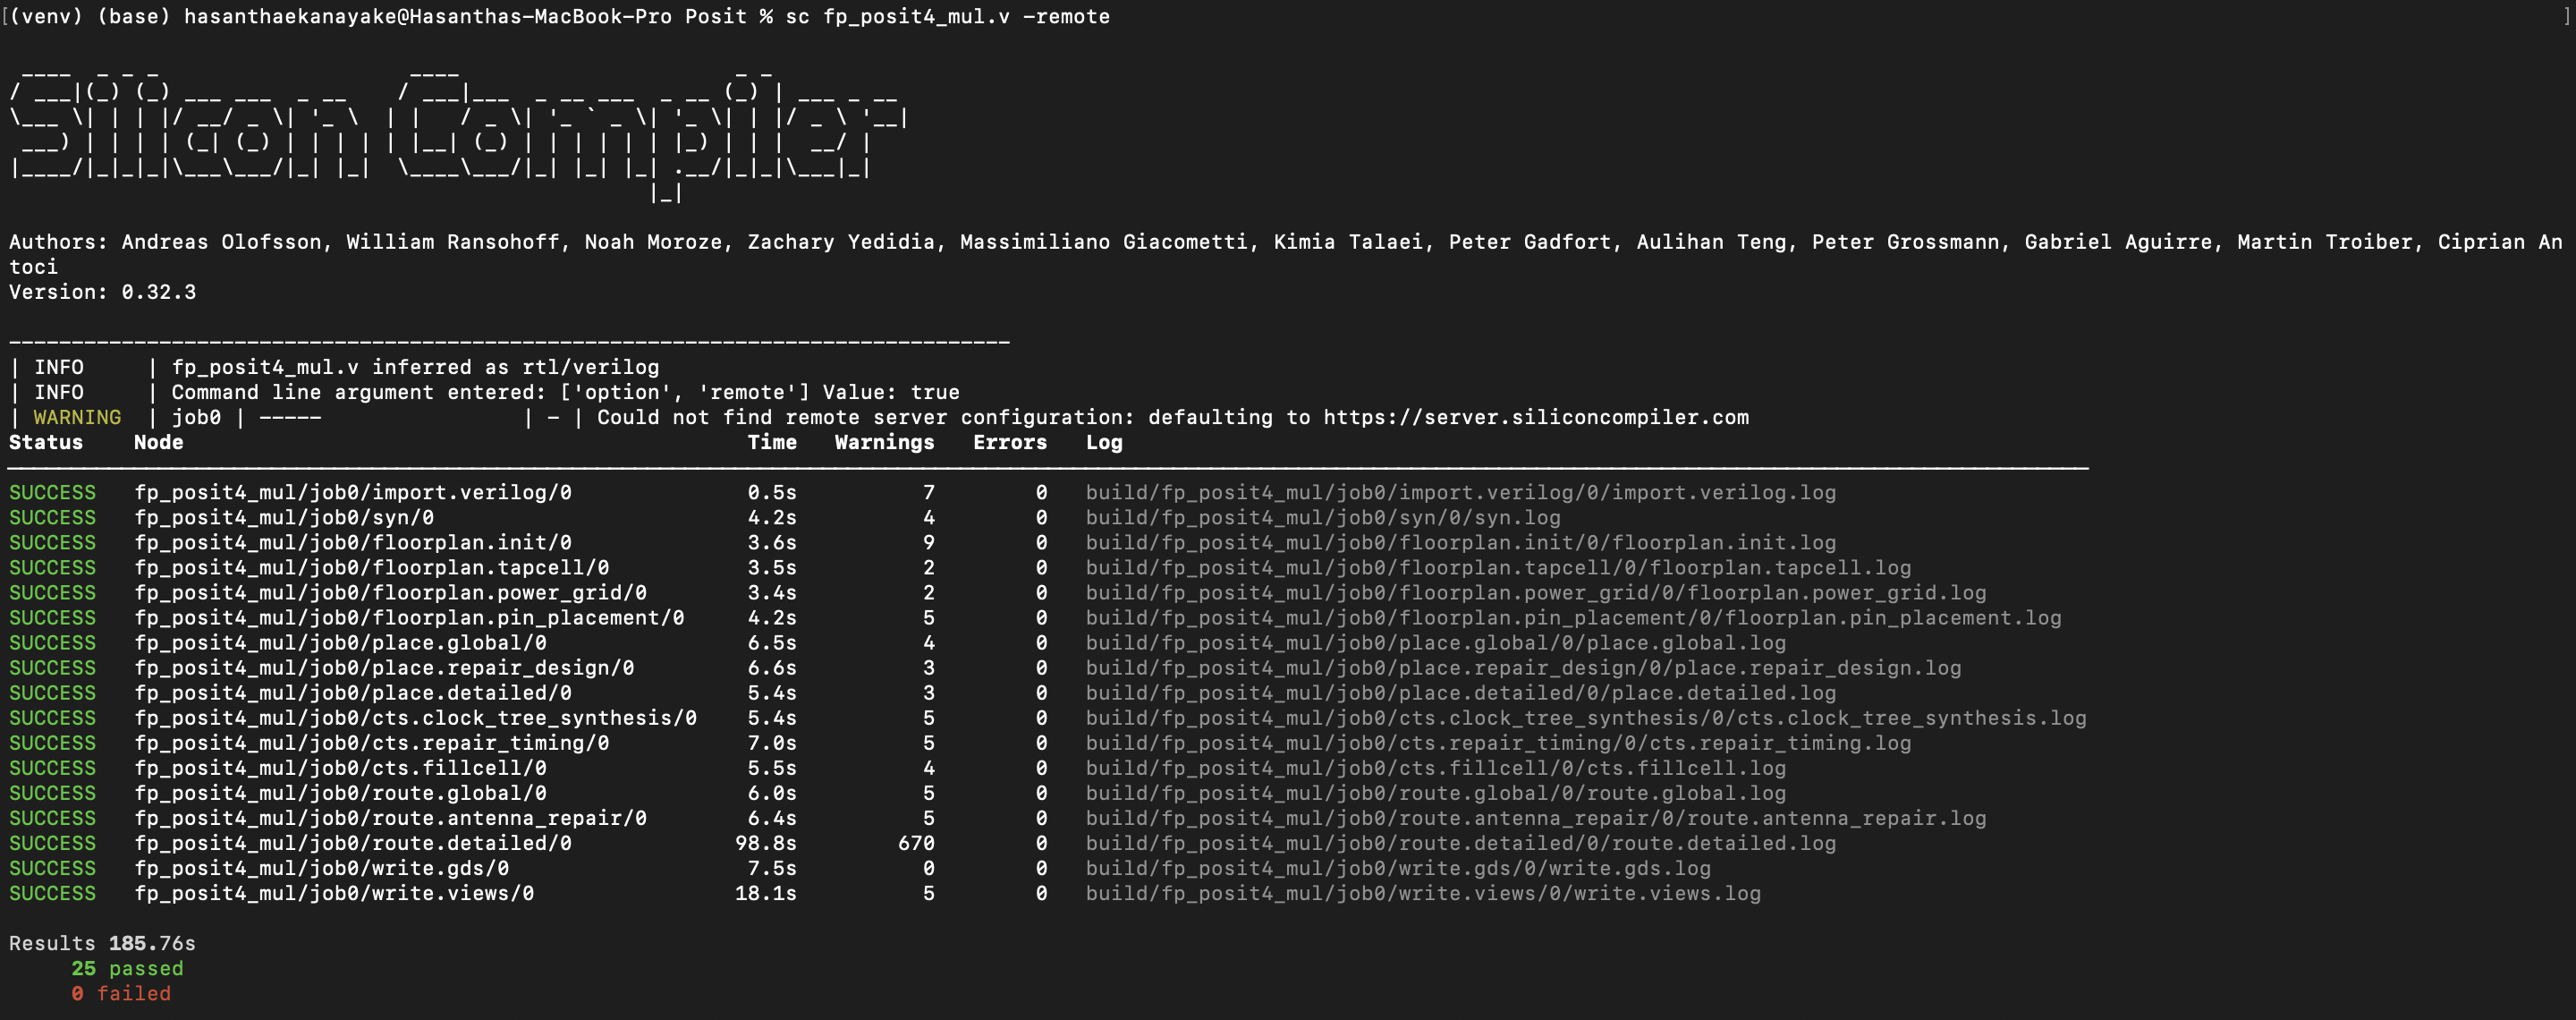 [(venv) (base) hasanthaekanayake@Hasanthas-MacBook-Pro Posit % sc fp_posit4_mul.v -remote ]
Silicon Compiler
Authors: Andreas Olofsson, William Ransohoff, Noah Moroze, Zachary Yedidia, Massimiliano Giacometti, Kimia Talaei, Peter Gadfort, Aulihan Teng, Peter Grossmann, Gabriel Aguirre, Martin Troiber, Ciprian An
toci
Version: 0.32.3
--------------------------------------------------------------------------------
| INFO     | fp_posit4_mul.v inferred as rtl/verilog
| INFO     | Command line argument entered: ['option', 'remote'] Value: true
| WARNING  | job0 | -----                | - | Could not find remote server configuration: defaulting to https://server.siliconcompiler.com
Status   Node   Time   Warnings   Errors   Log
SUCCESS   fp_posit4_mul/job0/import.verilog/0   0.5s   7   0   build/fp_posit4_mul/job0/import.verilog/0/import.verilog.log
SUCCESS   fp_posit4_mul/job0/syn/0   4.2s   4   0   build/fp_posit4_mul/job0/syn/0/syn.log
SUCCESS   fp_posit4_mul/job0/floorplan.init/0   3.6s   9   0   build/fp_posit4_mul/job0/floorplan.init/0/floorplan.init.log
SUCCESS   fp_posit4_mul/job0/floorplan.tapcell/0   3.5s   2   0   build/fp_posit4_mul/job0/floorplan.tapcell/0/floorplan.tapcell.log
SUCCESS   fp_posit4_mul/job0/floorplan.power_grid/0   3.4s   2   0   build/fp_posit4_mul/job0/floorplan.power_grid/0/floorplan.power_grid.log
SUCCESS   fp_posit4_mul/job0/floorplan.pin_placement/0   4.2s   5   0   build/fp_posit4_mul/job0/floorplan.pin_placement/0/floorplan.pin_placement.log
SUCCESS   fp_posit4_mul/job0/place.global/0   6.5s   4   0   build/fp_posit4_mul/job0/place.global/0/place.global.log
SUCCESS   fp_posit4_mul/job0/place.repair_design/0   6.6s   3   0   build/fp_posit4_mul/job0/place.repair_design/0/place.repair_design.log
SUCCESS   fp_posit4_mul/job0/place.detailed/0   5.4s   3   0   build/fp_posit4_mul/job0/place.detailed/0/place.detailed.log
SUCCESS   fp_posit4_mul/job0/cts.clock_tree_synthesis/0   5.4s   5   0   build/fp_posit4_mul/job0/cts.clock_tree_synthesis/0/cts.clock_tree_synthesis.log
SUCCESS   fp_posit4_mul/job0/cts.repair_timing/0   7.0s   5   0   build/fp_posit4_mul/job0/cts.repair_timing/0/cts.repair_timing.log
SUCCESS   fp_posit4_mul/job0/cts.fillcell/0   5.5s   4   0   build/fp_posit4_mul/job0/cts.fillcell/0/cts.fillcell.log
SUCCESS   fp_posit4_mul/job0/route.global/0   6.0s   5   0   build/fp_posit4_mul/job0/route.global/0/route.global.log
SUCCESS   fp_posit4_mul/job0/route.antenna_repair/0   6.4s   5   0   build/fp_posit4_mul/job0/route.antenna_repair/0/route.antenna_repair.log
SUCCESS   fp_posit4_mul/job0/route.detailed/0   98.8s   670   0   build/fp_posit4_mul/job0/route.detailed/0/route.detailed.log
SUCCESS   fp_posit4_mul/job0/write.gds/0   7.5s   0   0   build/fp_posit4_mul/job0/write.gds/0/write.gds.log
SUCCESS   fp_posit4_mul/job0/write.views/0   18.1s   5   0   build/fp_posit4_mul/job0/write.views/0/write.views.log
Results 185.76s
25 passed
0 failed